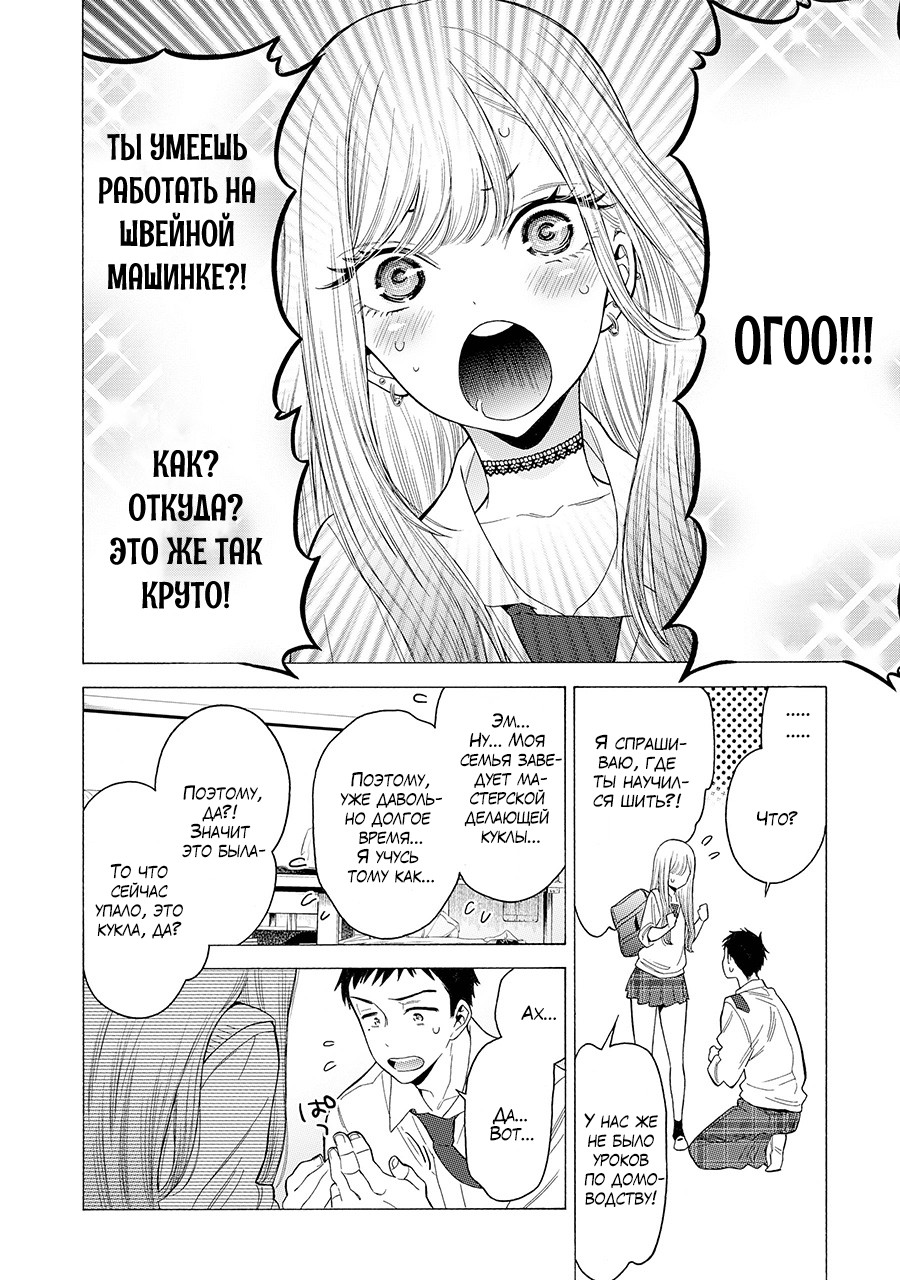 ОГОО!!!
ТЫ УМЕЕШЬ
РАБОТАТЬ НА
ШВЕЙНОЙ
МАШИНКЕ?!
КАК?
ОТКУДА?
ЭТО ЖЕ ТАК
КРУТО!
......
......
ЧТО?
Я СПРАШИ-
ВАЮ, ГДЕ
ТЫ НАУЧИЛ-
СЯ ШИТЬ?!
У НАС ЖЕ
НЕ БЫЛО
УРОКОВ
ПО ДОМО-
ВОДСТВУ!
ЭМ...
НУ... МОЯ
СЕМЬЯ ЗАВЕ-
ДУЕТ МА-
СТЕРСКОЙ
ДЕЛАЮЩЕЙ
КУКЛЫ...
ПОЭТОМУ,
УЖЕ ДАВОЛЬ-
НО ДОЛГОЕ
ВРЕМЯ...
Я УЧУСЬ
ТОМУ КАК...
ПОЭТОМУ,
ДА?!
ЗНАЧИТ
ЭТО БЫЛА-
ТО ЧТО
СЕЙЧАС
УПАЛО, ЭТО
КУКЛА, ДА?
АХ...
ДА...
ВОТ...